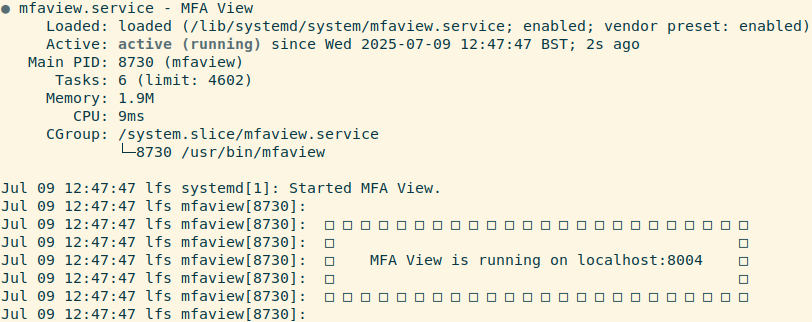 ● mfaview.service - MFA View
     Loaded: loaded (/lib/systemd/system/mfaview.service; enabled; vendor preset: enabled)
     Active: active (running) since Wed 2025-07-09 12:47:47 BST; 2s ago
   Main PID: 8730 (mfaview)
      Tasks: 6 (limit: 4602)
     Memory: 1.9M
        CPU: 9ms
     CGroup: /system.slice/mfaview.service
             └─8730 /usr/bin/mfaview

Jul 09 12:47:47 lfs systemd[1]: Started MFA View.
Jul 09 12:47:47 lfs mfaview[8730]:
Jul 09 12:47:47 lfs mfaview[8730]:  □ □ □ □ □ □ □ □ □ □ □ □ □ □ □ □ □ □ □ □ □ □ □ □
Jul 09 12:47:47 lfs mfaview[8730]:  □                                             □
Jul 09 12:47:47 lfs mfaview[8730]:  □    MFA View is running on localhost:8004    □
Jul 09 12:47:47 lfs mfaview[8730]:  □                                             □
Jul 09 12:47:47 lfs mfaview[8730]:  □ □ □ □ □ □ □ □ □ □ □ □ □ □ □ □ □ □ □ □ □ □ □ □
Jul 09 12:47:47 lfs mfaview[8730]: